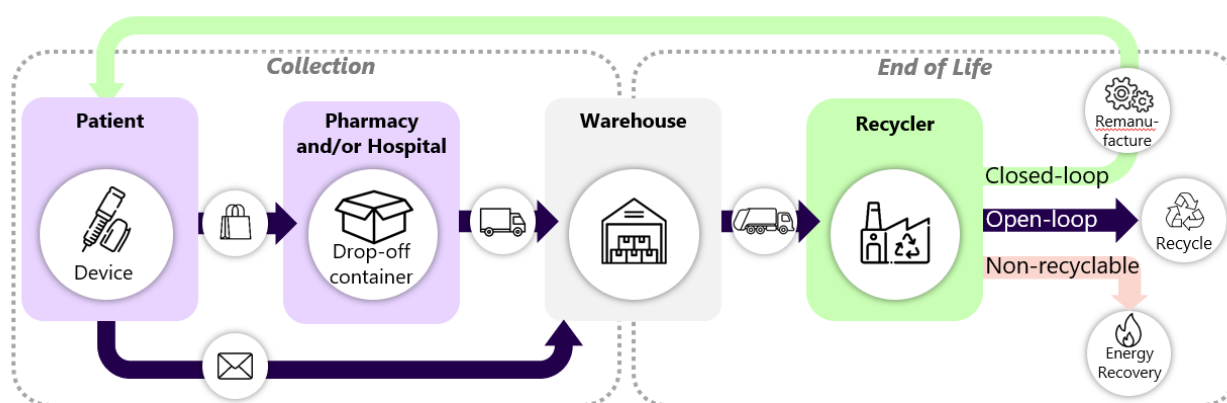 Collection
End of Life
Patient
Device
Pharmacy
and/or Hospital
Drop-off
container
Warehouse
Recycler
Closed-loop
Open-loop
Non-recyclable
Remanu-
facture
Recycle
Energy
Recovery